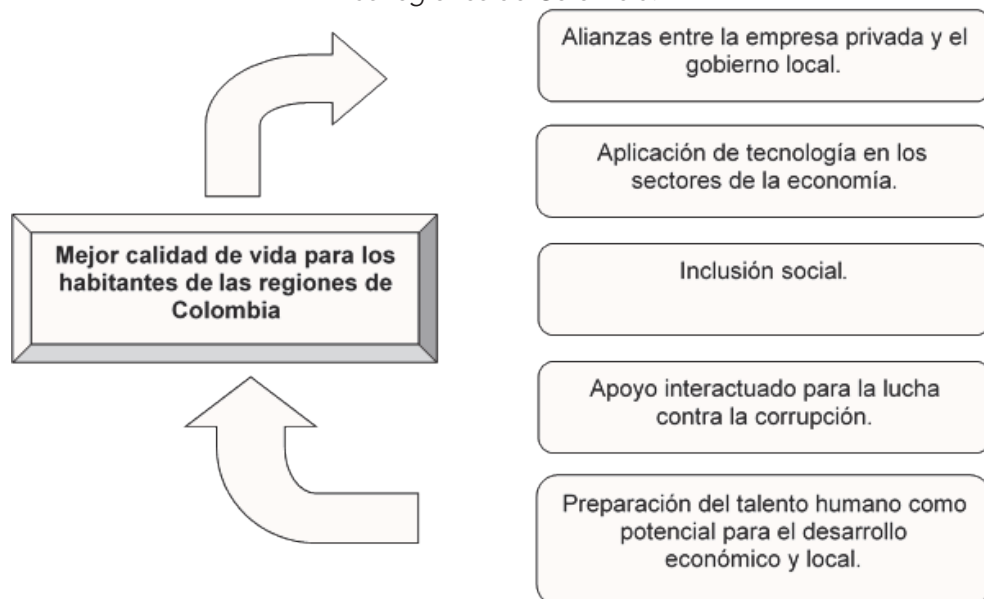 Alianzas entre la empresa privada y el
gobierno local.
Aplicación de tecnología en los
sectores de la economía.
Mejor calidad de vida para los
habitantes de las regiones de
Colombia
Inclusión social.
Apoyo interactuado para la lucha
contra la corrupción.
Preparación del talento humano como
potencial para el desarrollo
económico y local.